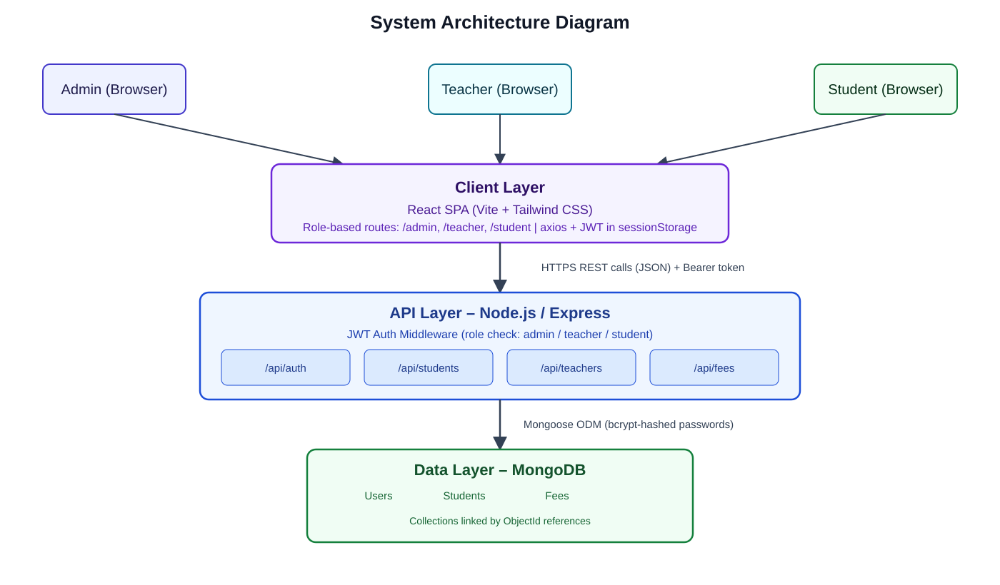 System Architecture Diagram
Admin (Browser)
Teacher (Browser)
Student (Browser)
Client Layer
React SPA (Vite + Tailwind CSS)
Role-based routes: /admin, /teacher, /student | axios + JWT in sessionStorage
HTTPS REST calls (JSON) + Bearer token
API Layer – Node.js / Express
JWT Auth Middleware (role check: admin / teacher / student)
/api/auth
/api/students
/api/teachers
/api/fees
Mongoose ODM (bcrypt-hashed passwords)
Data Layer – MongoDB
Users
Students
Fees
Collections linked by ObjectId references